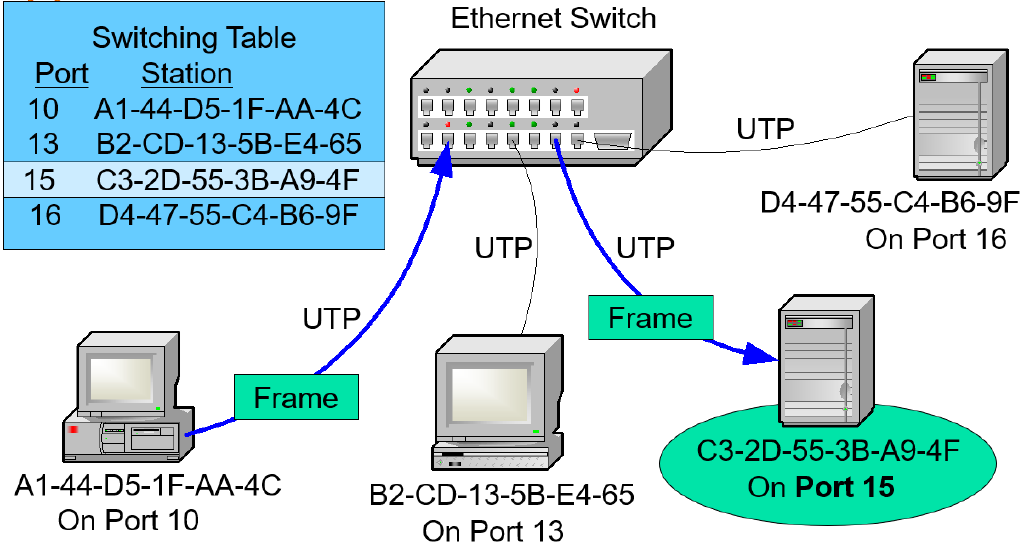 Switching Table
Port Station
10 A1-44-D5-1F-AA-4C
13 B2-CD-13-5B-E4-65
15 C3-2D-55-3B-A9-4F
16 D4-47-55-C4-B6-9F
Ethernet Switch
UTP
D4-47-55-C4-B6-9F
On Port 16
UTP
UTP
UTP
Frame
Frame
A1-44-D5-1F-AA-4C
On Port 10
B2-CD-13-5B-E4-65
On Port 13
C3-2D-55-3B-A9-4F
On Port 15